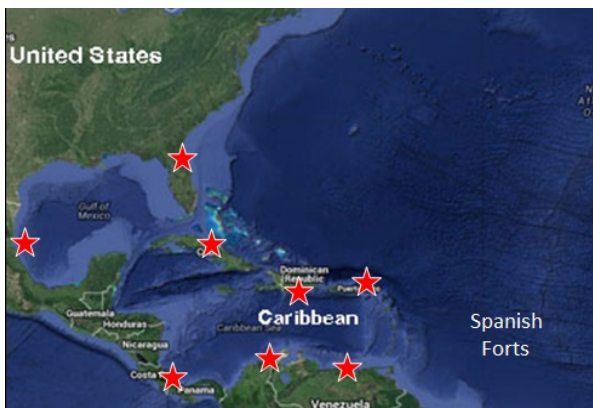 United States
Gulf of
Mexico
Dominican
Republic
Puerto
Caribbean
Caribbean Sea
Guatemala
Honduras
Nicaragua
Costa
Panama
Venezuela
Spanish
Forts